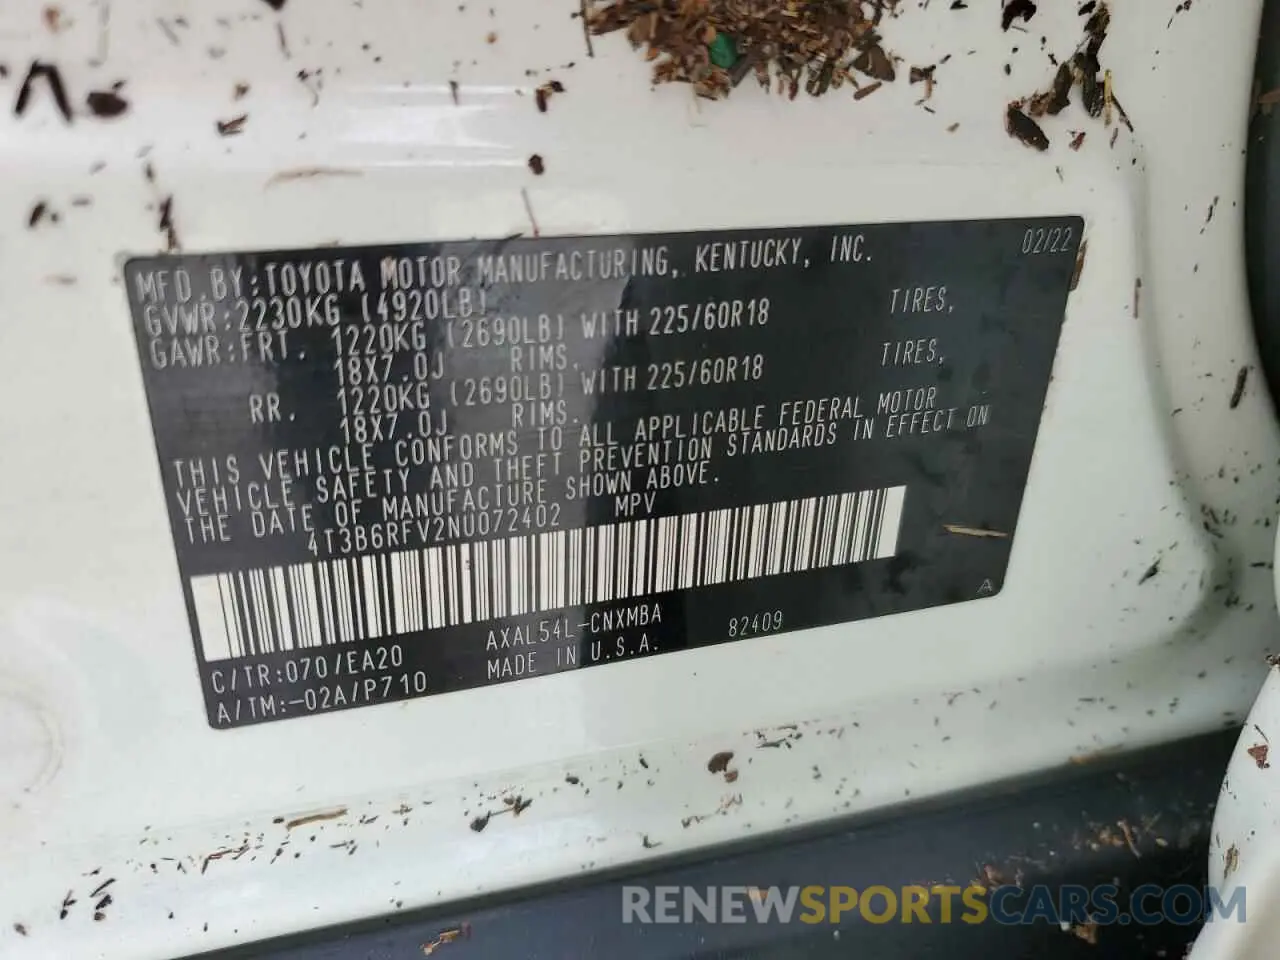 MFD.BY:TOYOTA MOTOR MANUFACTURING, KENTUCKY, INC. 02/22
GVWR:2230KG (4920LB)
GAWR:FRT. 1220KG (2690LB) WITH 225/60R18 TIRES,
18X7.0J RIMS.
RR. 1220KG (2690LB) WITH 225/60R18 TIRES,
18X7.0J RIMS.
THIS VEHICLE CONFORMS TO ALL APPLICABLE FEDERAL MOTOR
VEHICLE SAFETY AND THEFT PREVENTION STANDARDS IN EFFECT ON
THE DATE OF MANUFACTURE SHOWN ABOVE.
4T3B6RFV2NU072402 MPV
A
C/TR:070/EA20 AXAL54L-CNXMBA 82409
A/TM:-02A/P710 MADE IN U.S.A.
RENEWSPORTSCARS.COM